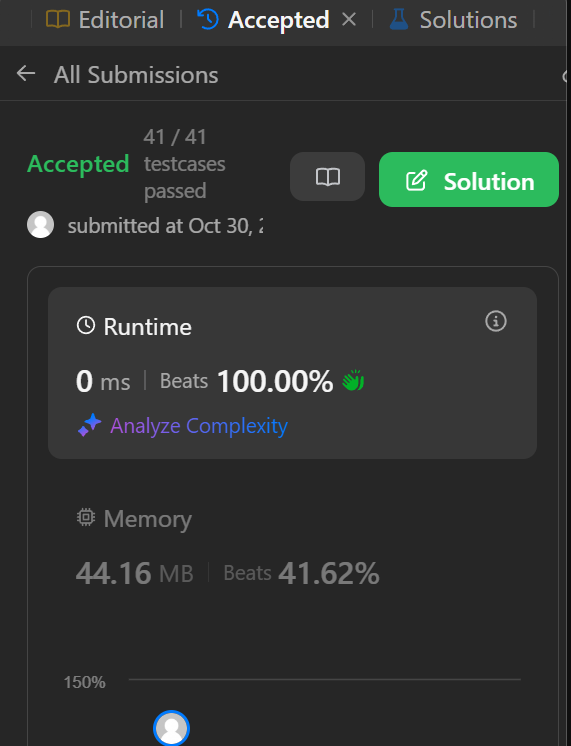 Editorial Accepted Solutions
All Submissions
Accepted
41 / 41
testcases
passed
Solution
submitted at Oct 30,
Runtime
0 ms Beats 100.00%
Analyze Complexity
Memory
44.16 MB Beats 41.62%
150%